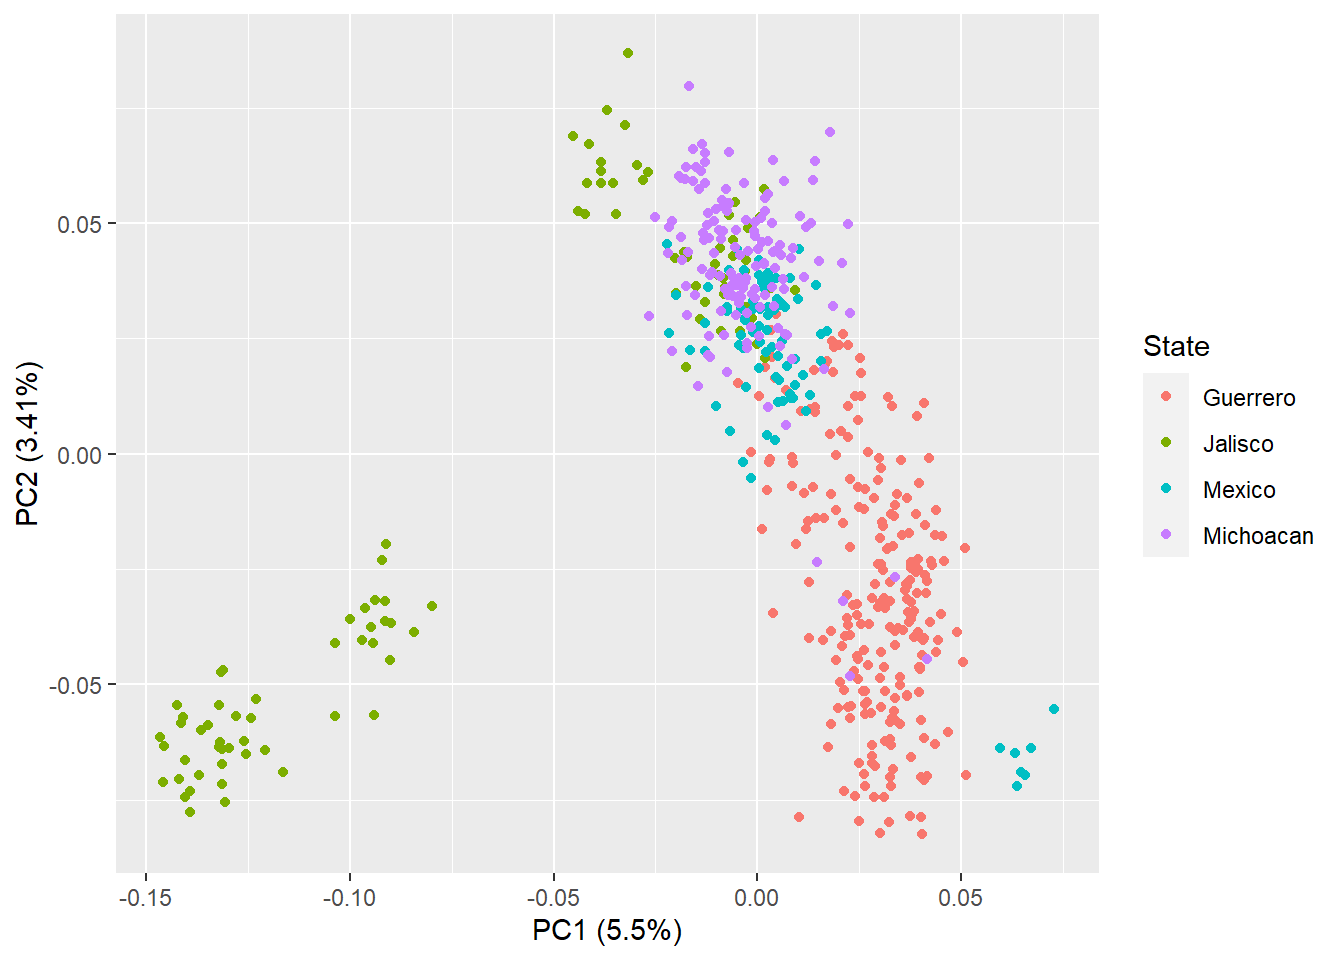 0.05
0.00
-0.05
PC2 (3.41%)
-0.15
-0.10
-0.05
0.00
0.05
PC1 (5.5%)
State
Guerrero
Jalisco
Mexico
Michoacan